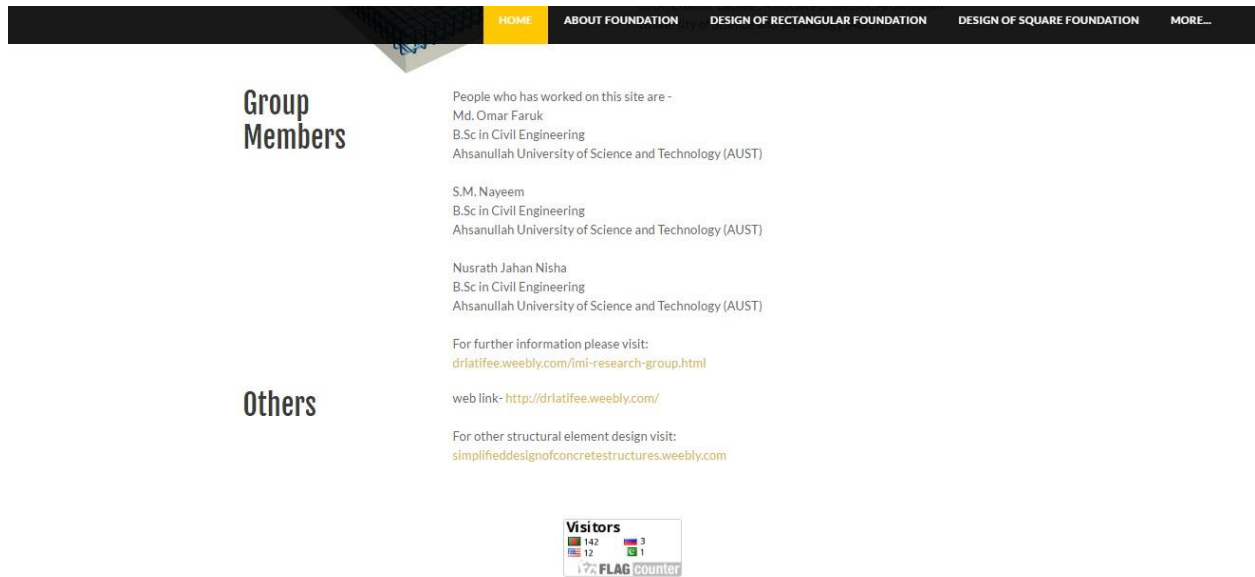 HOME ABOUT FOUNDATION DESIGN OF RECTANGULAR FOUNDATION DESIGN OF SQUARE FOUNDATION MORE...
Group
Members
People who has worked on this site are -
Md. Omar Faruk
B.Sc in Civil Engineering
Ahsanullah University of Science and Technology (AUST)
S.M. Nayeem
B.Sc in Civil Engineering
Ahsanullah University of Science and Technology (AUST)
Nusrath Jahan Nisha
B.Sc in Civil Engineering
Ahsanullah University of Science and Technology (AUST)
For further information please visit:
drlatifee.weebly.com/imi-research-group.html
Others
web link- http://drlatifee.weebly.com/
For other structural element design visit:
simplifieddesignofconcretestructures.weebly.com
Visitors
142 3
12 1
FLAG counter